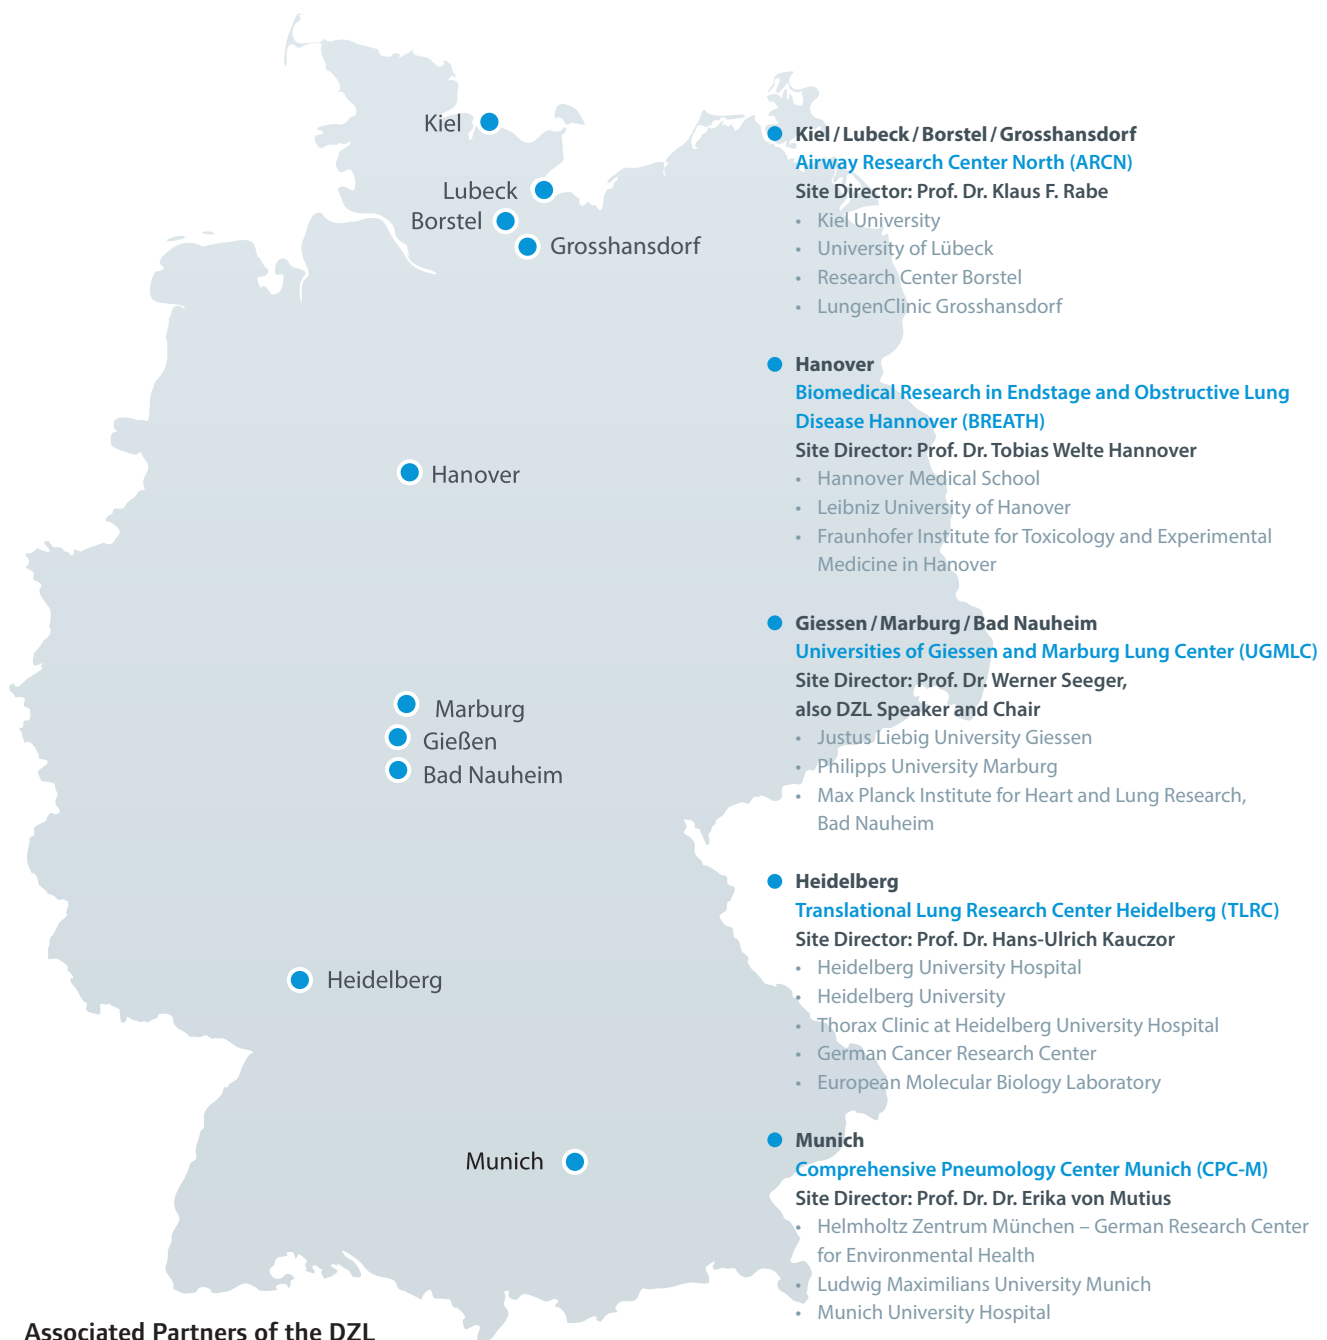 Kiel
Lubeck
Borstel
Grosshansdorf
Hanover
Marburg
Gießen
Bad Nauheim
Heidelberg
Munich
Kiel / Lubeck / Borstel / Grosshansdorf
Airway Research Center North (ARCN)
Site Director: Prof. Dr. Klaus F. Rabe
• Kiel University
• University of Lübeck
• Research Center Borstel
• LungenClinic Grosshansdorf
Hanover
Biomedical Research in Endstage and Obstructive Lung
Disease Hannover (BREATH)
Site Director: Prof. Dr. Tobias Welte Hannover
• Hannover Medical School
• Leibniz University of Hanover
• Fraunhofer Institute for Toxicology and Experimental
Medicine in Hanover
Giessen / Marburg / Bad Nauheim
Universities of Giessen and Marburg Lung Center (UGMLC)
Site Director: Prof. Dr. Werner Seeger,
also DZL Speaker and Chair
• Justus Liebig University Giessen
• Philipps University Marburg
• Max Planck Institute for Heart and Lung Research,
Bad Nauheim
Heidelberg
Translational Lung Research Center Heidelberg (TLRC)
Site Director: Prof. Dr. Hans-Ulrich Kauczor
• Heidelberg University Hospital
• Heidelberg University
• Thorax Clinic at Heidelberg University Hospital
• German Cancer Research Center
• European Molecular Biology Laboratory
Munich
Comprehensive Pneumology Center Munich (CPC-M)
Site Director: Prof. Dr. Dr. Erika von Mutius
• Helmholtz Zentrum München – German Research Center
for Environmental Health
• Ludwig Maximilians University Munich
• Munich University Hospital
Associated Partners of the DZL